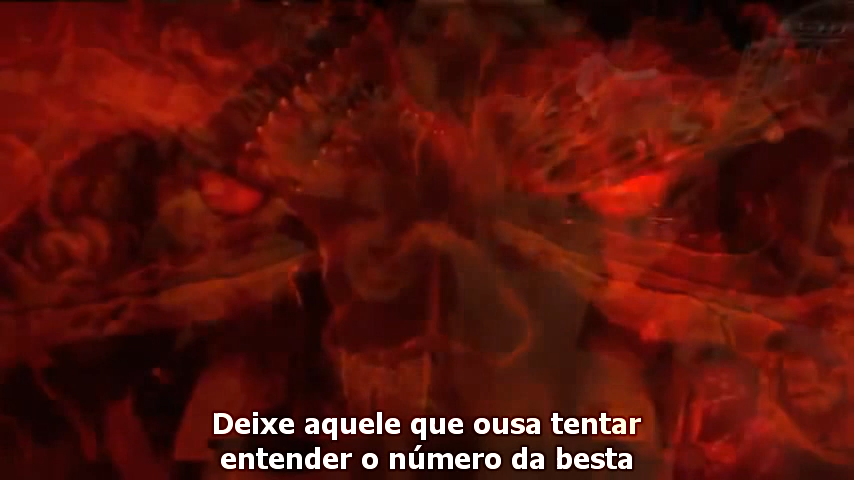 Deixe aquele que ousa tentar
entender o número da besta